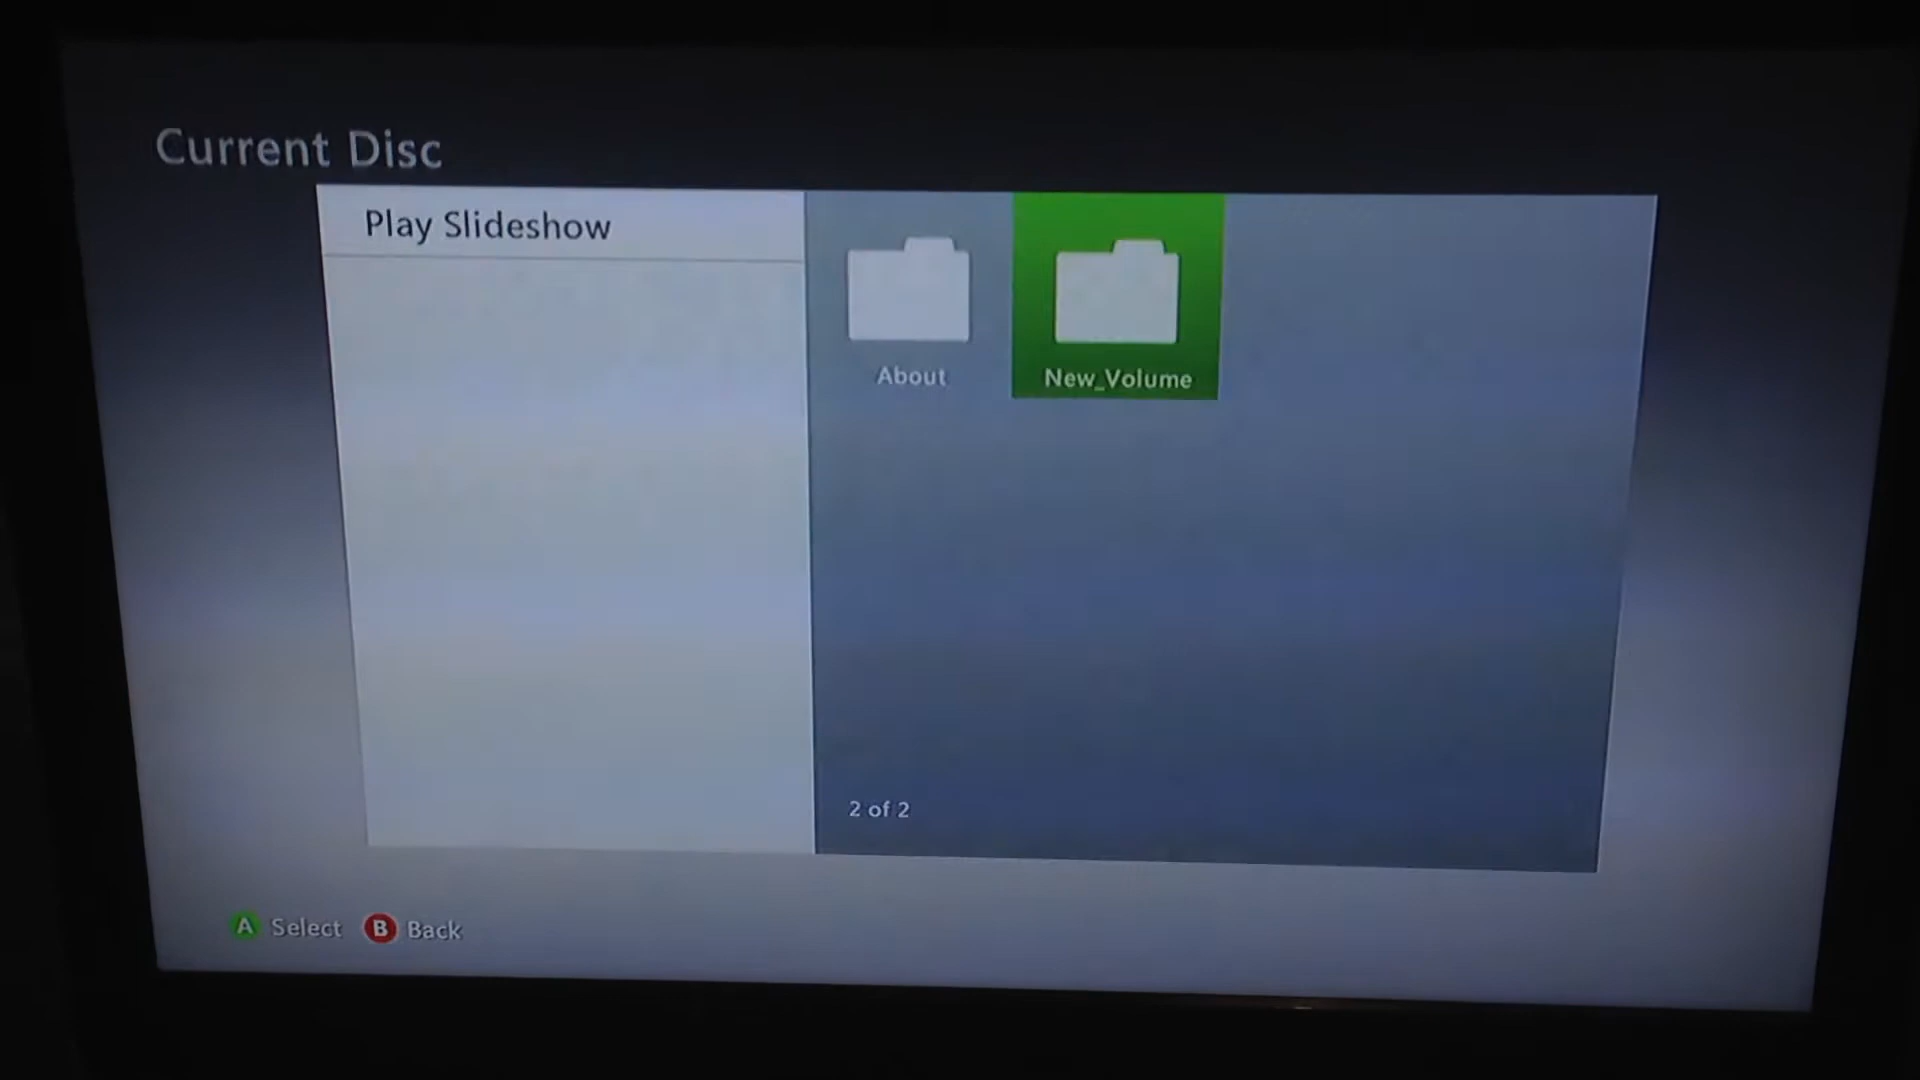 Current Disc
Play Slideshow
About
New_Volume
2 of 2
A Select B Back